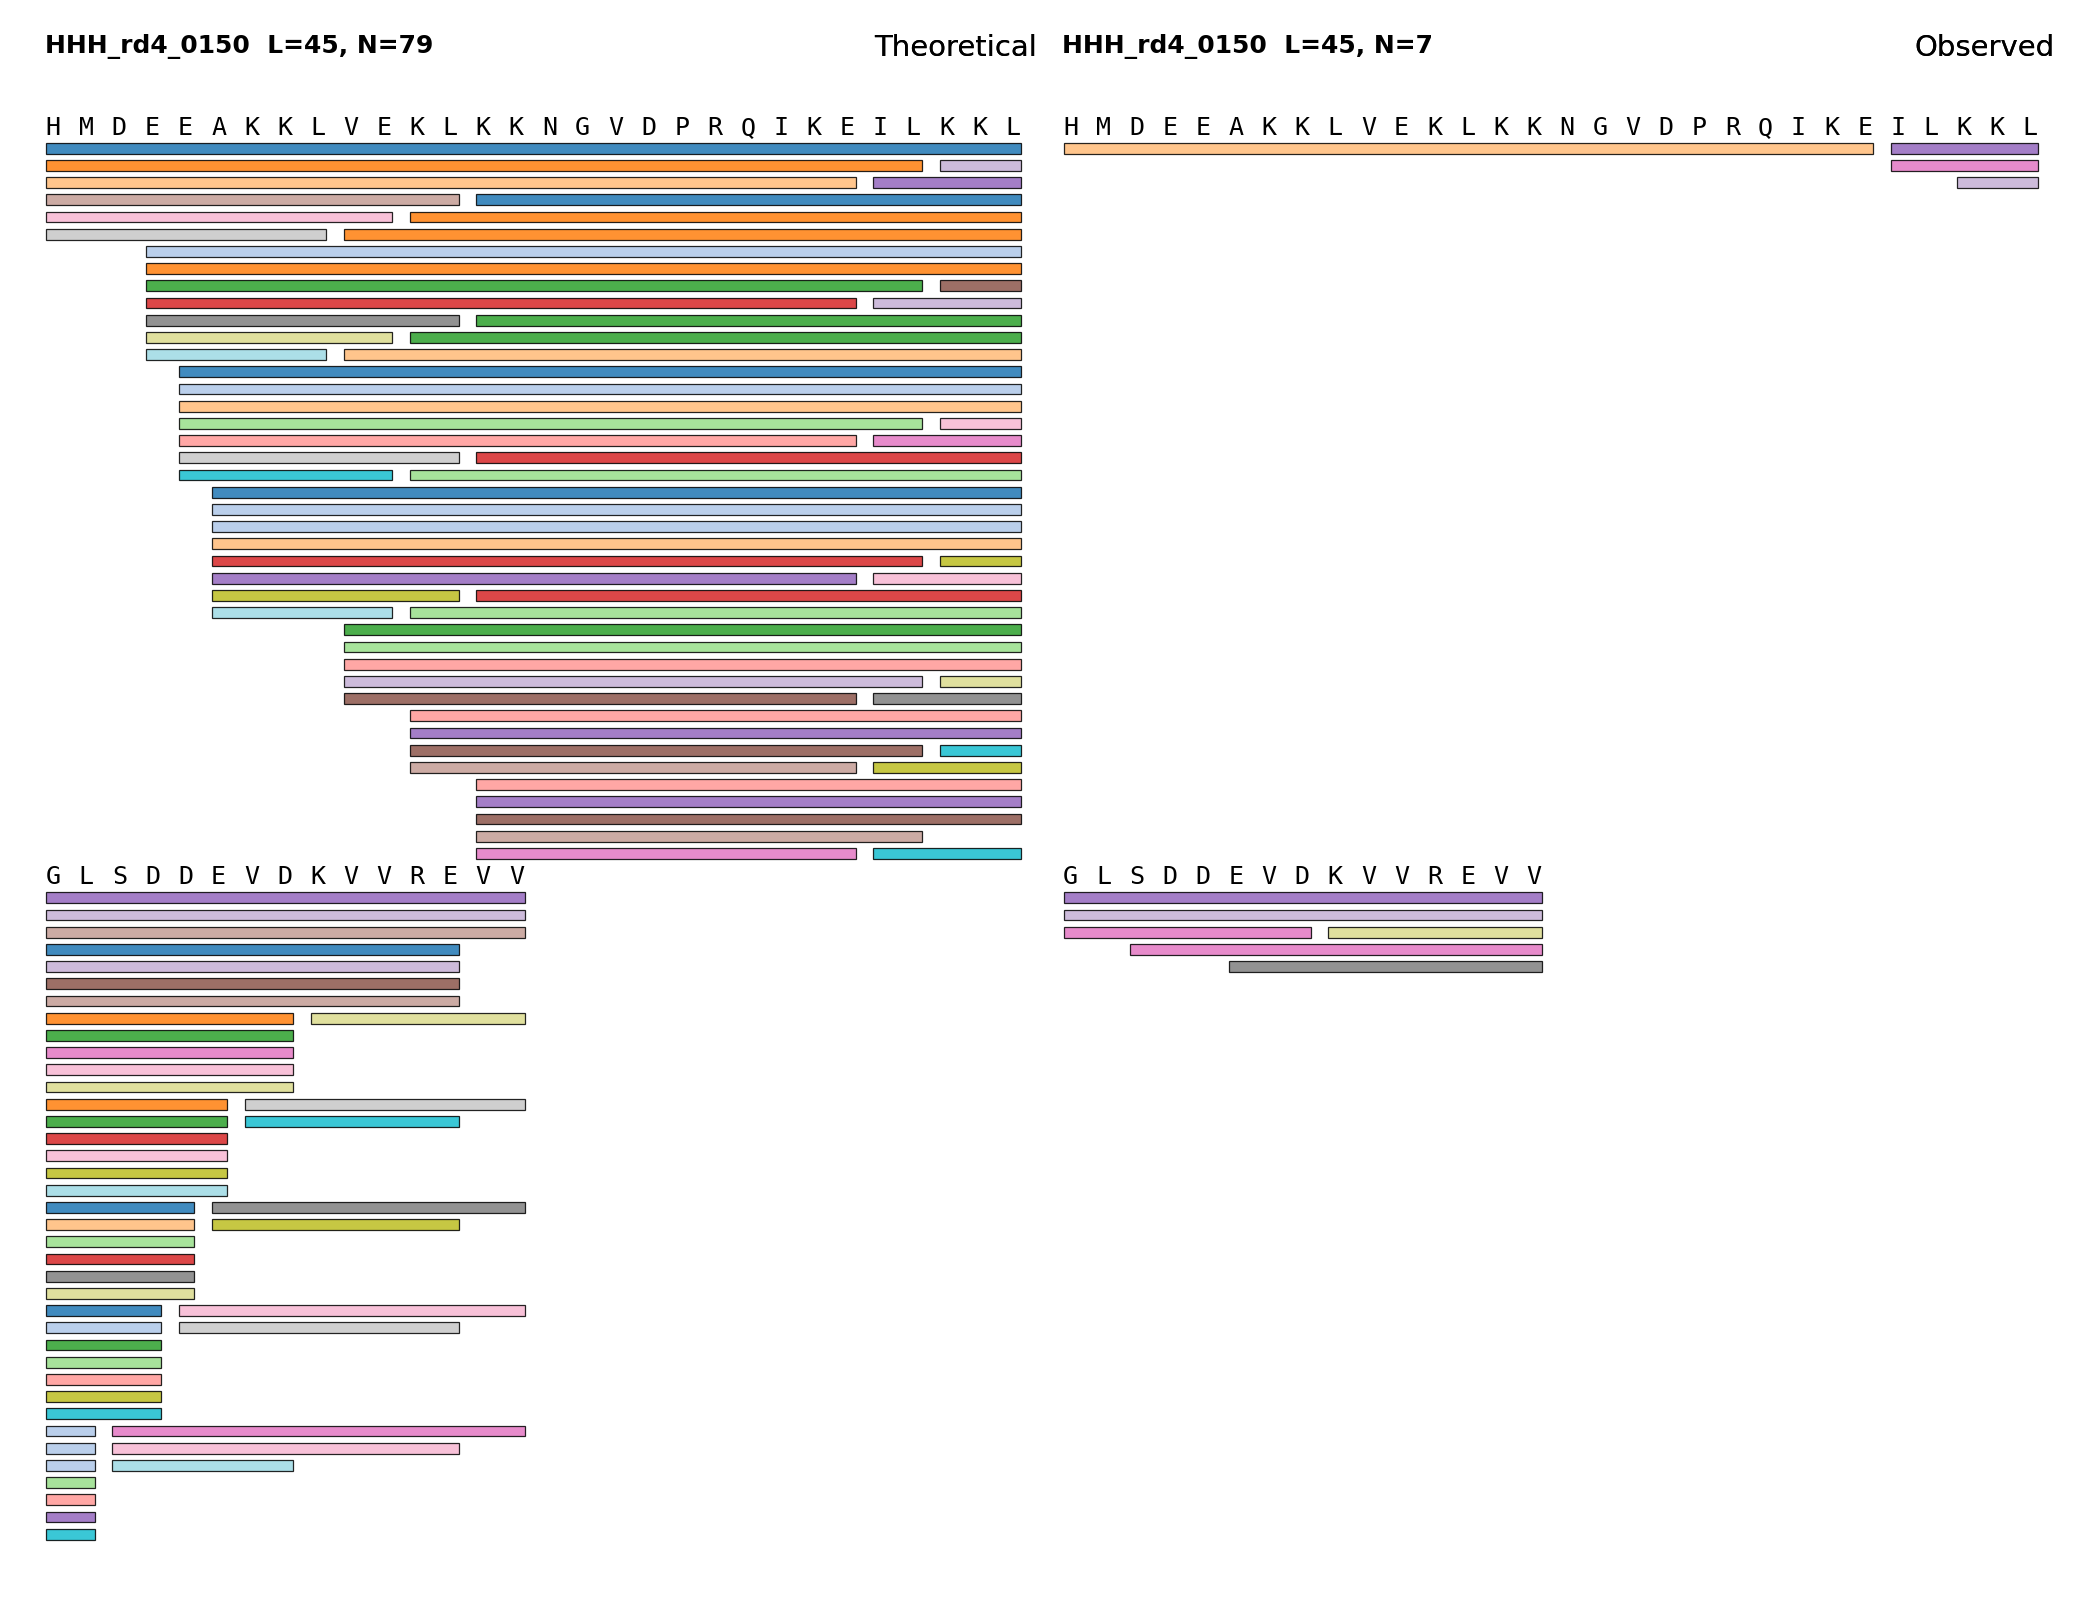 HHH_rd4_0150 L=45, N=79 Theoretical
HHH_rd4_0150 L=45, N=7 Observed
H M D E E A K K L V E K L K K N G V D P R Q I K E I L K K L
H M D E E A K K L V E K L K K N G V D P R Q I K E I L K K L
G L S D D E V D K V V R E V V
G L S D D E V D K V V R E V V